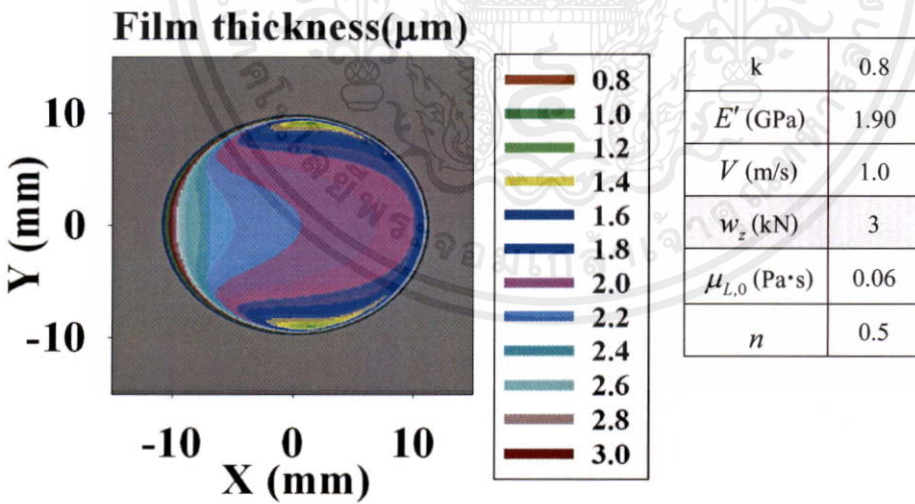 Film thickness(μm)
10
0
-10
Y (mm)
-10 0 10
X (mm)
0.8
1.0
1.2
1.4
1.6
1.8
2.0
2.2
2.4
2.6
2.8
3.0
k 0.8
E′ (GPa) 1.90
V (m/s) 1.0
w_z (kN) 3
μ_L,0 (Pa·s) 0.06
n 0.5